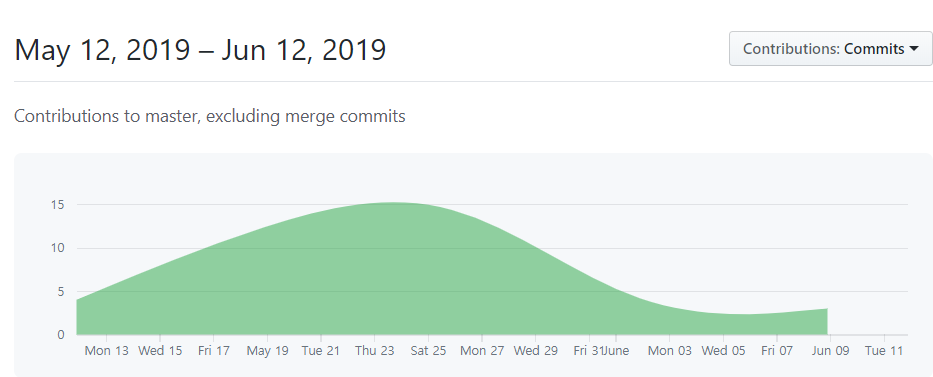 May 12, 2019 – Jun 12, 2019
Contributions: Commits
Contributions to master, excluding merge commits
15
10
5
0
Mon 13 Wed 15 Fri 17 May 19 Tue 21 Thu 23 Sat 25 Mon 27 Wed 29 Fri 31 June Mon 03 Wed 05 Fri 07 Jun 09 Tue 11